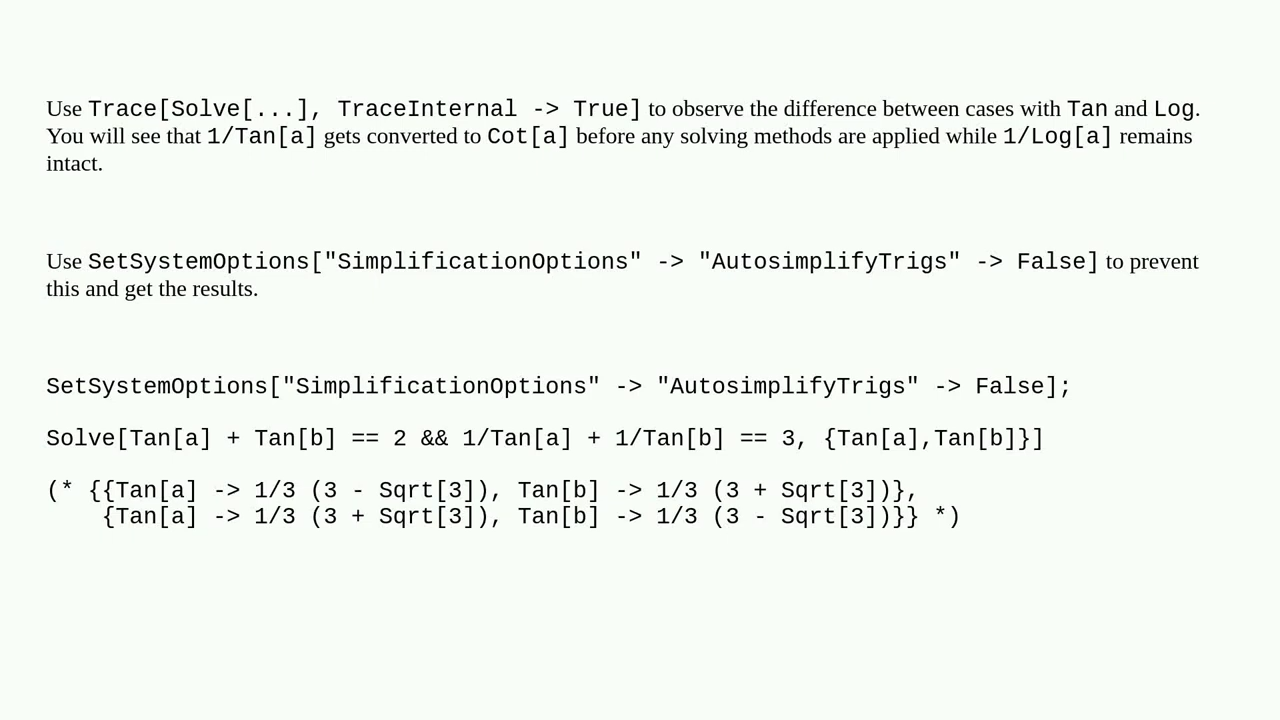 Use Trace[Solve[...], TraceInternal -> True] to observe the difference between cases with Tan and Log.
You will see that 1/Tan[a] gets converted to Cot[a] before any solving methods are applied while 1/Log[a] remains
intact.
Use SetSystemOptions["SimplificationOptions" -> "AutosimplifyTrigs" -> False] to prevent
this and get the results.
SetSystemOptions["SimplificationOptions" -> "AutosimplifyTrigs" -> False];
Solve[Tan[a] + Tan[b] == 2 && 1/Tan[a] + 1/Tan[b] == 3, {Tan[a],Tan[b]}]
(* {{Tan[a] -> 1/3 (3 - Sqrt[3]), Tan[b] -> 1/3 (3 + Sqrt[3])},
{Tan[a] -> 1/3 (3 + Sqrt[3]), Tan[b] -> 1/3 (3 - Sqrt[3])}} *)